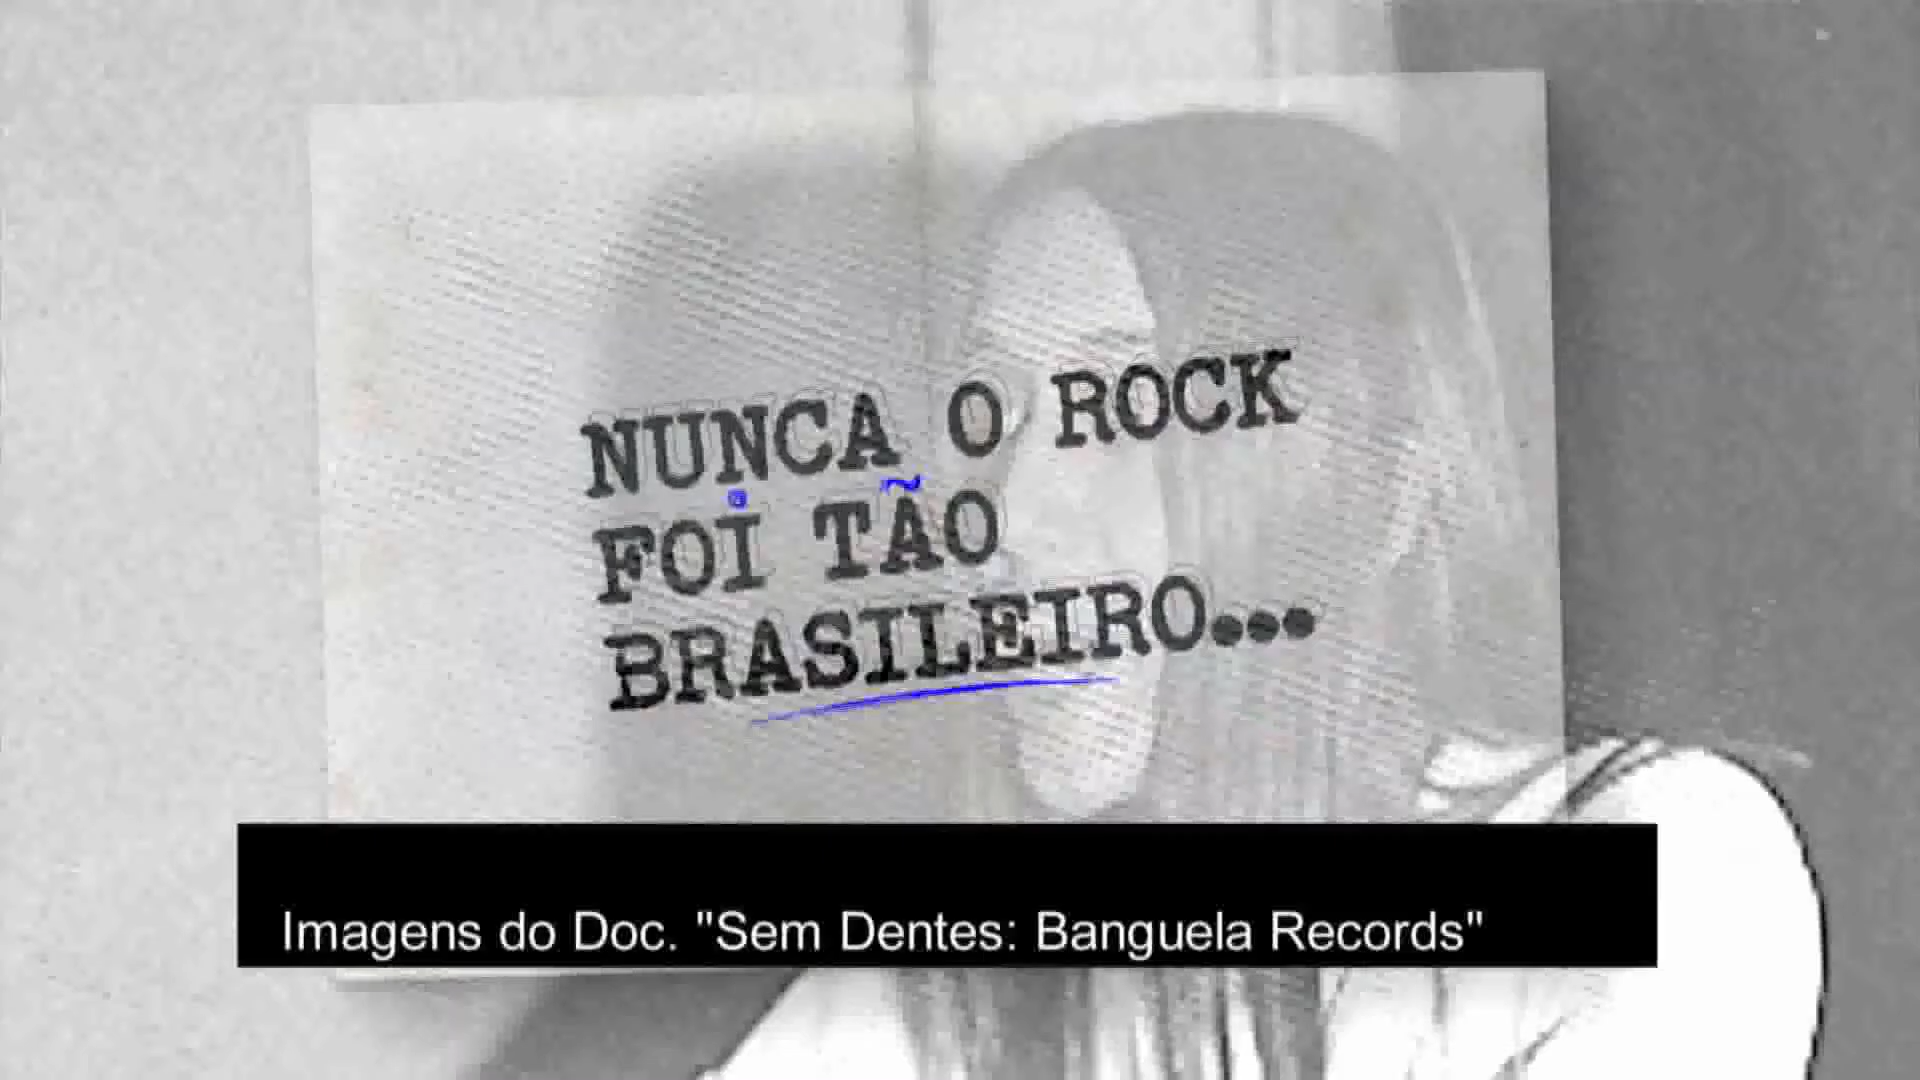 NUNCA O ROCK
FOI TÃO
BRASILEIRO...
Imagens do Doc. "Sem Dentes: Banguela Records"